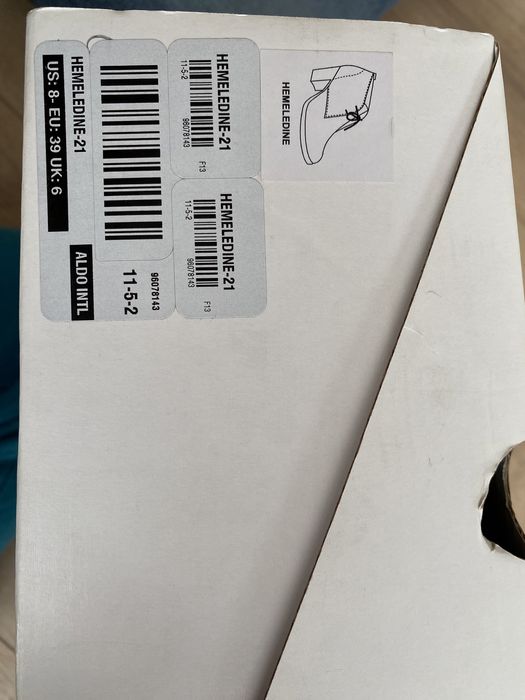 HEMELEDINE-21
US: 8- EU: 39 UK: 6
ALDO INTL
96078143
11-5-2
HEMELEDINE-21
11-5-2
96078143
F13
HEMELEDINE-21
11-5-2
96078143
F13
HEMELEDINE